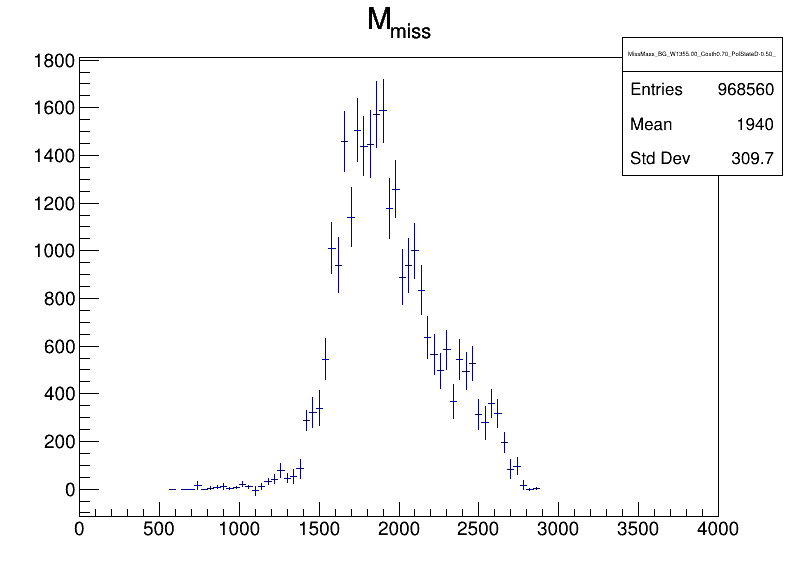 M_miss
MissMass_BG_W1355.00_Costh0.70_PolStateD-0.50_
Entries 968560
Mean 1940
Std Dev 309.7
1800
1600
1400
1200
1000
800
600
400
200
0
0 500 1000 1500 2000 2500 3000 3500 4000